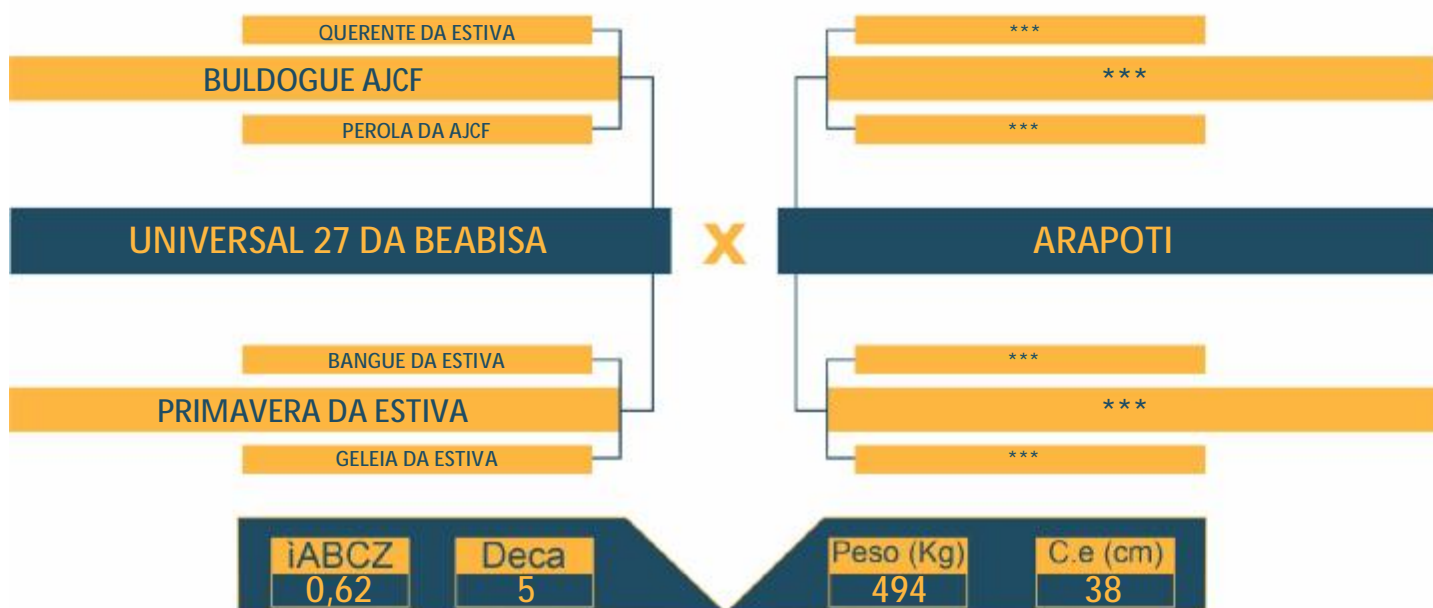 QUERENTE DA ESTIVA
***
BULDOGUE AJCF
***
PEROLA DA AJCF
***
UNIVERSAL 27 DA BEABISA
X
ARAPOTI
BANGUE DA ESTIVA
***
PRIMAVERA DA ESTIVA
***
GELEIA DA ESTIVA
***
iABCZ
Deca
Peso (Kg)
C.e (cm)
0,62
5
494
38